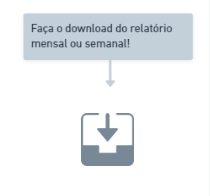 Faça o download do relatório
mensal ou semanal!